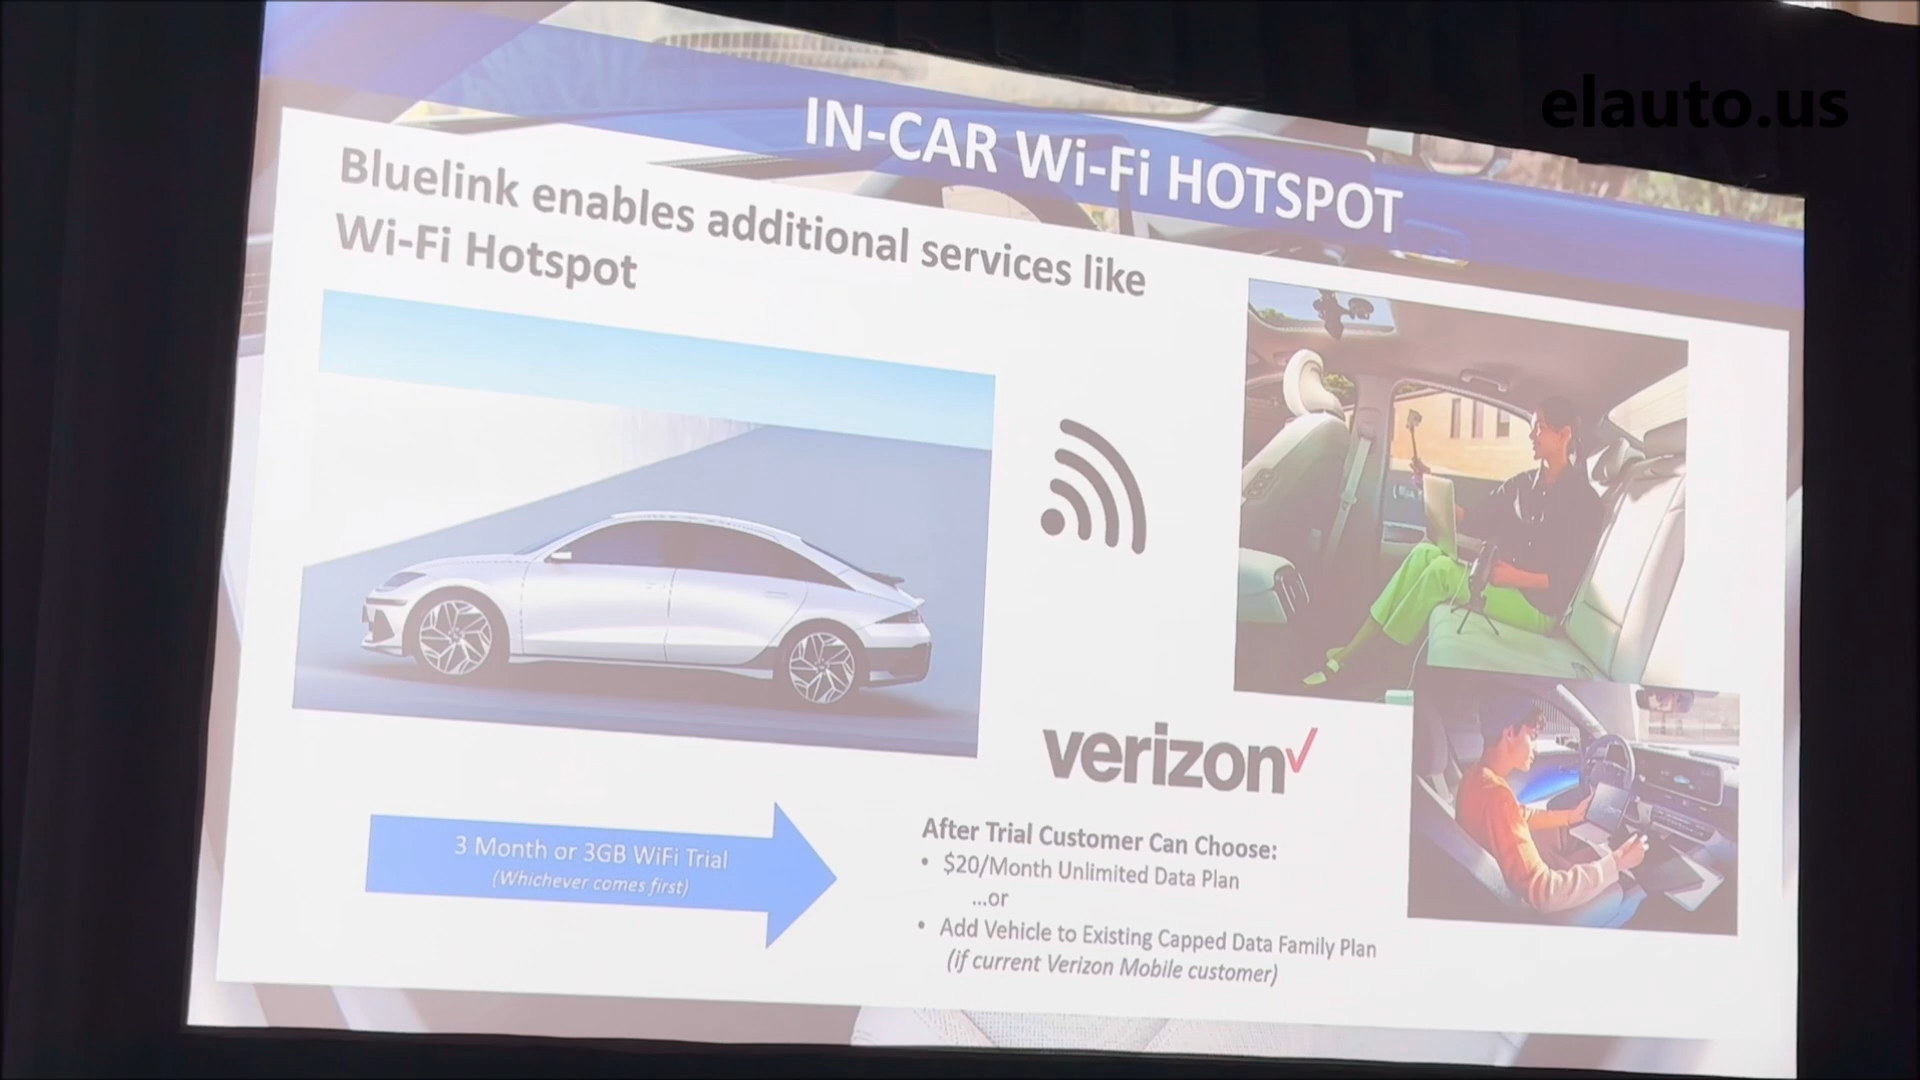 elauto.us
IN-CAR Wi-Fi HOTSPOT
Bluelink enables additional services like
Wi-Fi Hotspot
verizon
3 Month or 3GB WiFi Trial
(Whichever comes first)
After Trial Customer Can Choose:
• $20/Month Unlimited Data Plan
...or
• Add Vehicle to Existing Capped Data Family Plan
(if current Verizon Mobile customer)